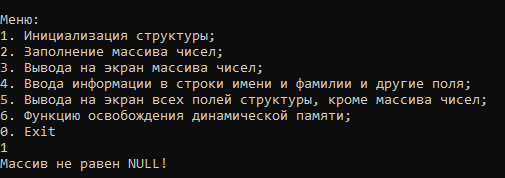 Меню:
1. Инициализация структуры;
2. Заполнение массива чисел;
3. Вывода на экран массива чисел;
4. Ввода информации в строки имени и фамилии и другие поля;
5. Вывода на экран всех полей структуры, кроме массива чисел;
6. Функцию освобождения динамической памяти;
0. Exit
1
Массив не равен NULL!